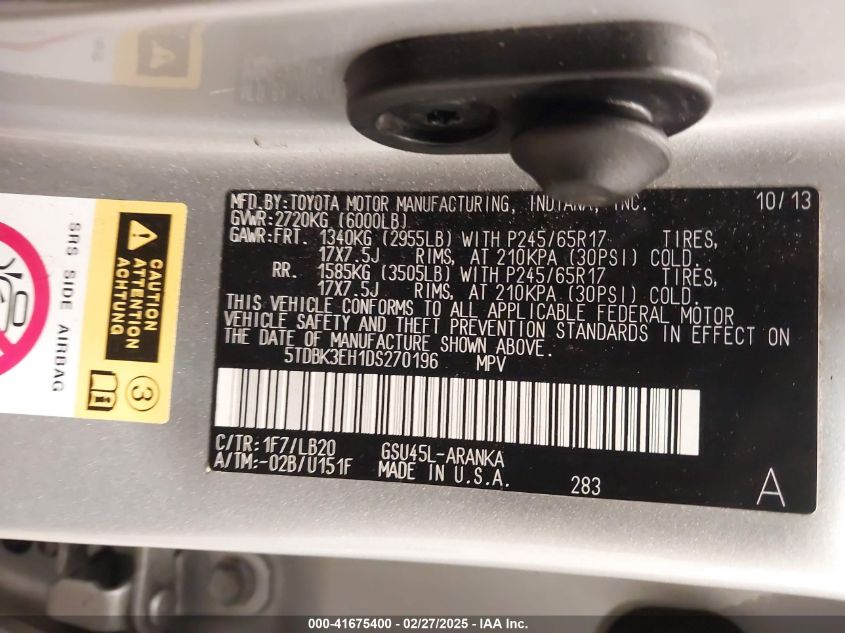 MFD.BY:TOYOTA MOTOR MANUFACTURING, INDIANA, INC. 10/13
GVWR:2720KG (6000LB)
GAWR:FRT. 1340KG (2955LB) WITH P245/65R17 TIRES,
17X7.5J RIMS, AT 210KPA (30PSI) COLD.
RR. 1585KG (3505LB) WITH P245/65R17 TIRES,
17X7.5J RIMS, AT 210KPA (30PSI) COLD.
THIS VEHICLE CONFORMS TO ALL APPLICABLE FEDERAL MOTOR
VEHICLE SAFETY AND THEFT PREVENTION STANDARDS IN EFFECT ON
THE DATE OF MANUFACTURE SHOWN ABOVE.
5TDBK3EH1DS270196 MPV
C/TR:1F7/LB20 GSU45L-ARANKA
A/TM:-02B/U151F MADE IN U.S.A. 283
A
CAUTION
ATTENTION
ACHTUNG
SRS SIDE AIRBAG
3
000-41675400 - 02/27/2025 - IAA Inc.